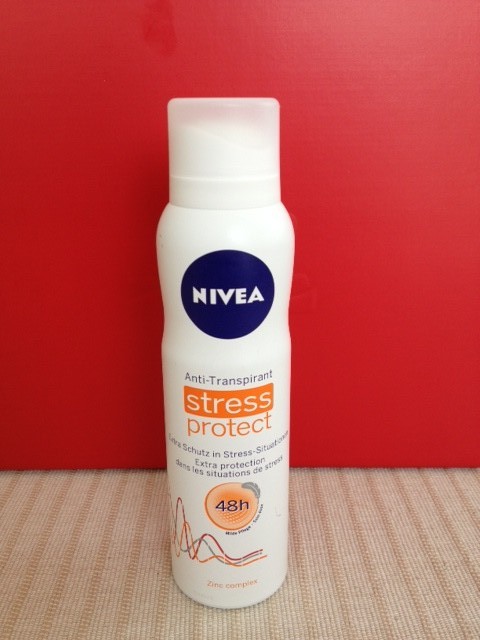 NIVEA
Anti-Transpirant
stress
protect
Extra Schutz in Stress-Situationen
Extra protection
dans les situations de stress
48h
Zinc complex